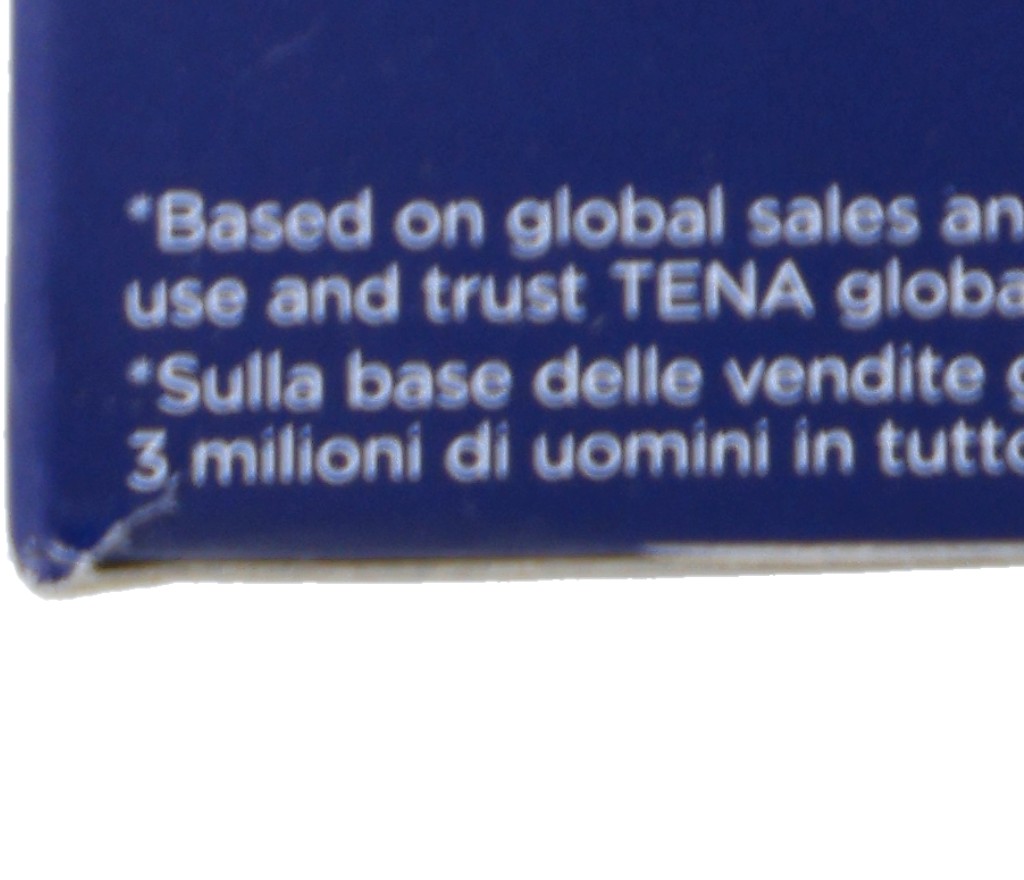 *Based on global sales an
use and trust TENA globa
*Sulla base delle vendite g
3 milioni di uomini in tutto